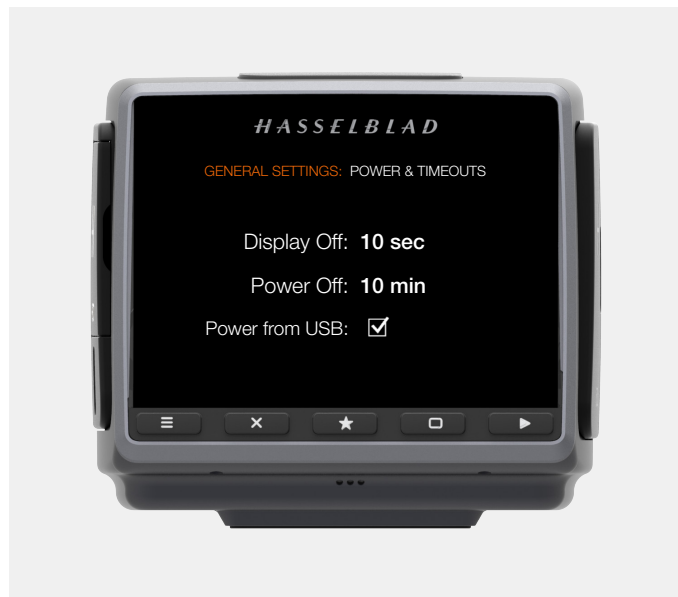 HASSELBLAD
GENERAL SETTINGS: POWER & TIMEOUTS
Display Off: 10 sec
Power Off: 10 min
Power from USB: